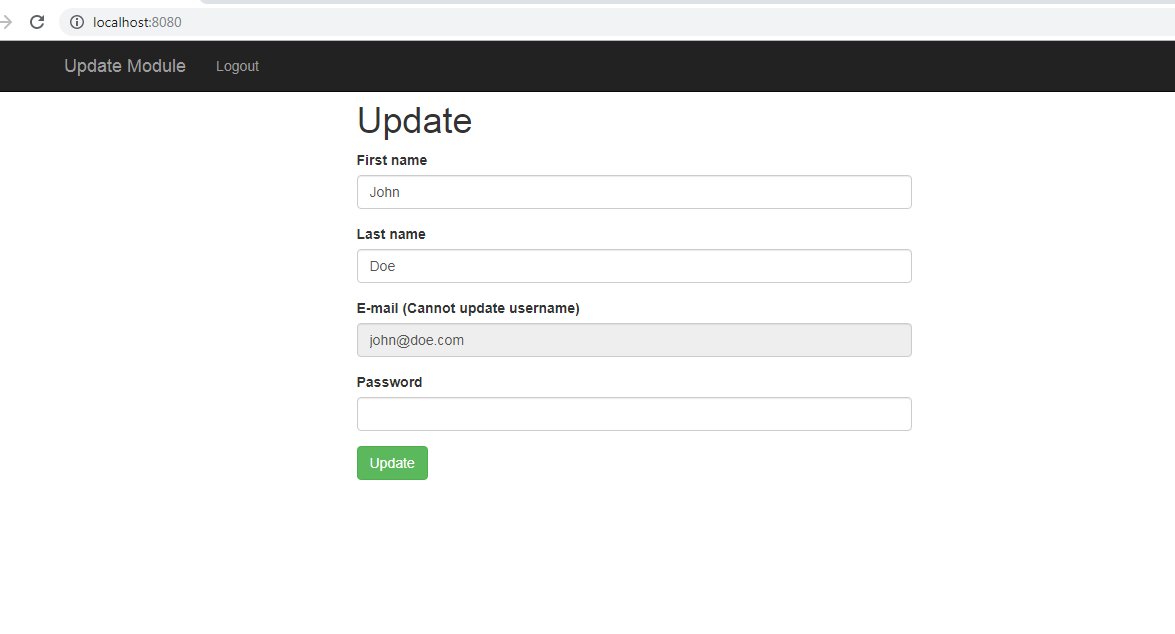 localhost:8080
Update Module Logout
Update
First name
John
Last name
Doe
E-mail (Cannot update username)
john@doe.com
Password
Update